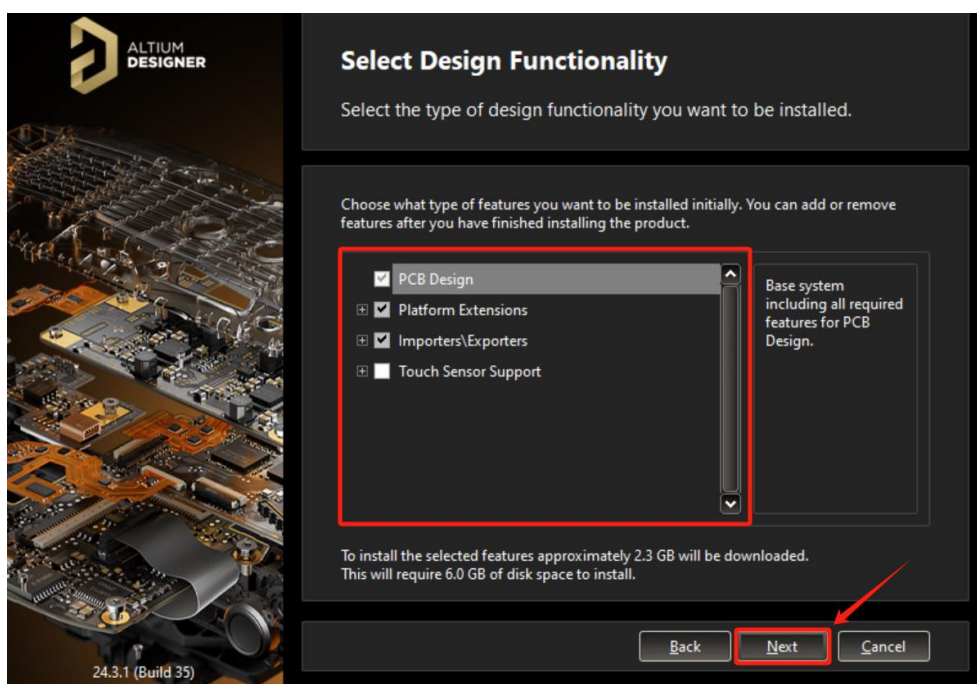 ALTIUM
DESIGNER
Select Design Functionality
Select the type of design functionality you want to be installed.
Choose what type of features you want to be installed initially. You can add or remove
features after you have finished installing the product.
PCB Design
Platform Extensions
Importers\Exporters
Touch Sensor Support
Base system
including all required
features for PCB
Design.
To install the selected features approximately 2.3 GB will be downloaded.
This will require 6.0 GB of disk space to install.
Back
Next
Cancel
24.3.1 (Build 35)